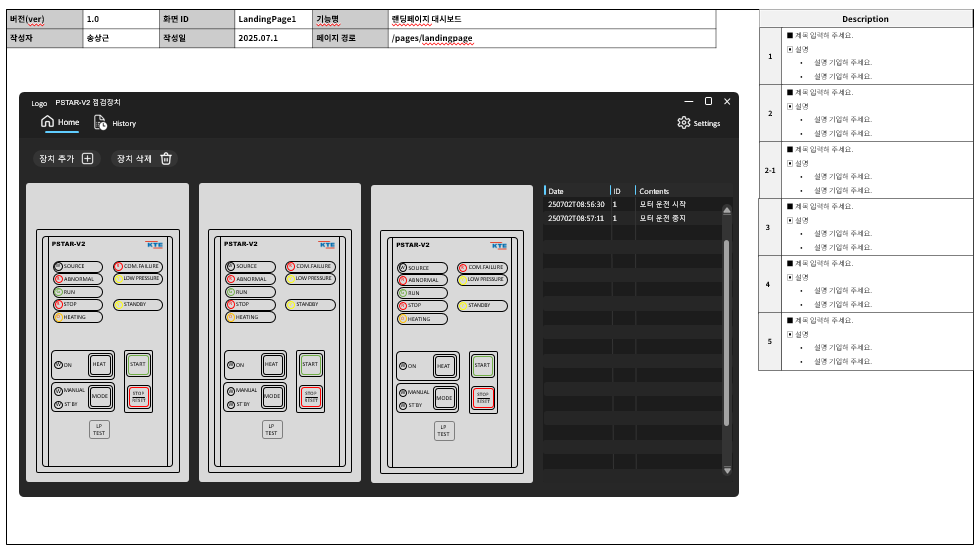 버전(ver) 1.0 화면 ID LandingPage1 기능명 랜딩페이지 대시보드
작성자 송상근 작성일 2025.07.1 페이지 경로 /pages/landingpage
Logo PSTAR-V2 점검장치
Home History Settings
장치 추가 장치 삭제
PSTAR-V2 KTE
W SOURCE R COM.FAILURE
R ABNORMAL Y LOW PRESSURE
G RUN
R STOP Y STANDBY
O HEATING
W ON HEAT START
W MANUAL
W ST'BY
MODE
STOP
RESET
LP
TEST
PSTAR-V2 KTE
W SOURCE R COM.FAILURE
R ABNORMAL Y LOW PRESSURE
G RUN
R STOP Y STANDBY
O HEATING
W ON HEAT START
W MANUAL
W ST'BY
MODE
STOP
RESET
LP
TEST
PSTAR-V2 KTE
W SOURCE R COM.FAILURE
R ABNORMAL Y LOW PRESSURE
G RUN
R STOP Y STANDBY
O HEATING
W ON HEAT START
W MANUAL
W ST'BY
MODE
STOP
RESET
LP
TEST
Date ID Contents
250702T08:56:30 1 모터 운전 시작
250702T08:57:11 1 모터 운전 중지
Description
1
■ 제목 입력해 주세요.
▣ 설명
• 설명 기입해 주세요.
• 설명 기입해 주세요.
2
■ 제목 입력해 주세요.
▣ 설명
• 설명 기입해 주세요.
• 설명 기입해 주세요.
2-1
■ 제목 입력해 주세요.
▣ 설명
• 설명 기입해 주세요.
• 설명 기입해 주세요.
3
■ 제목 입력해 주세요.
▣ 설명
• 설명 기입해 주세요.
• 설명 기입해 주세요.
4
■ 제목 입력해 주세요.
▣ 설명
• 설명 기입해 주세요.
• 설명 기입해 주세요.
5
■ 제목 입력해 주세요.
▣ 설명
• 설명 기입해 주세요.
• 설명 기입해 주세요.